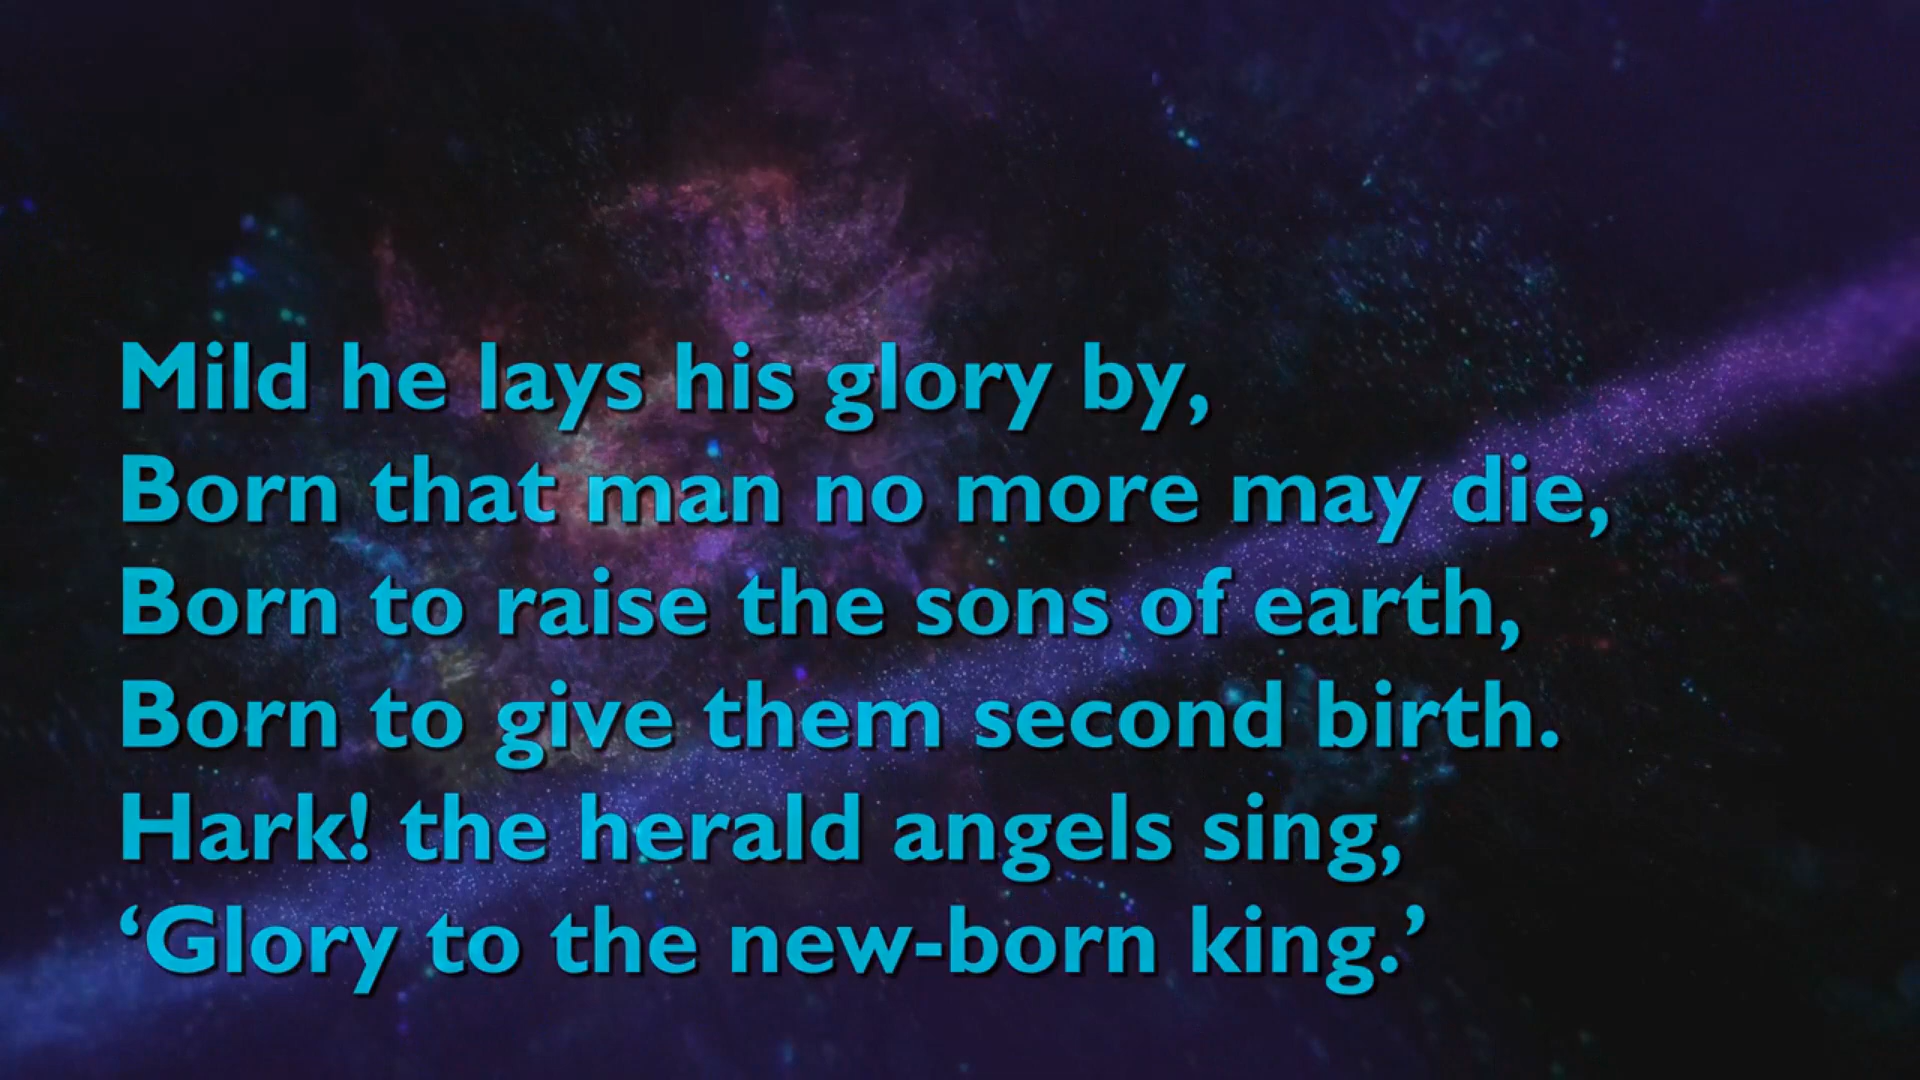 Mild he lays his glory by,
Born that man no more may die,
Born to raise the sons of earth,
Born to give them second birth.
Hark! the herald angels sing,
‘Glory to the new-born king.’